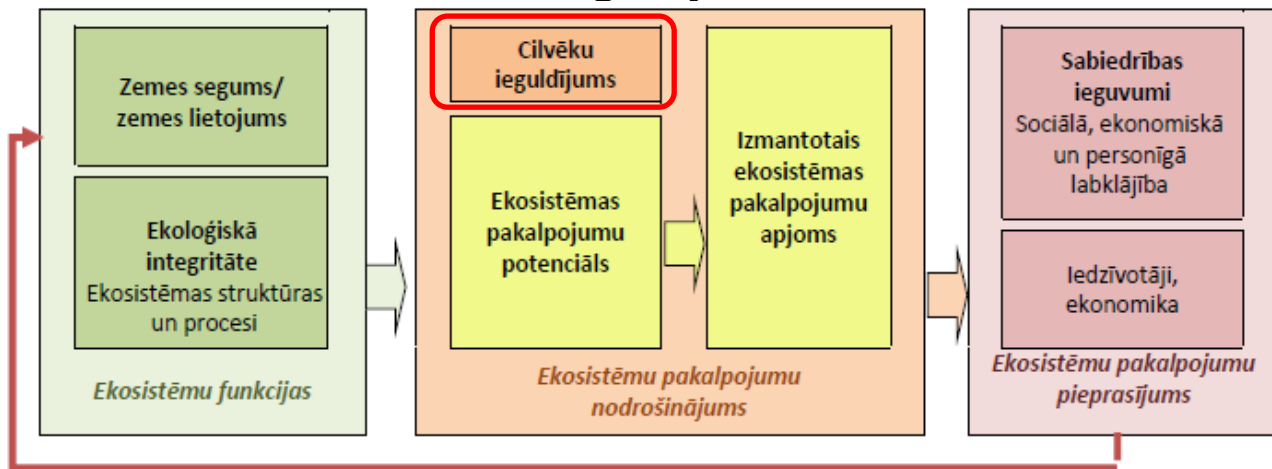 Zemes segums/
zemes lietojums
Ekoloģiskā
integritāte
Ekosistēmas struktūras
un procesi
Ekosistēmu funkcijas
Cilvēku
ieguldījums
Ekosistēmas
pakalpojumu
potenciāls
Izmantotais
ekosistēmas
pakalpojumu
apjoms
Ekosistēmu pakalpojumu
nodrošinājums
Sabiedrības
ieguvumi
Sociālā, ekonomiskā
un personīgā
labklājība
Iedzīvotāji,
ekonomika
Ekosistēmu pakalpojumu
pieprasījums